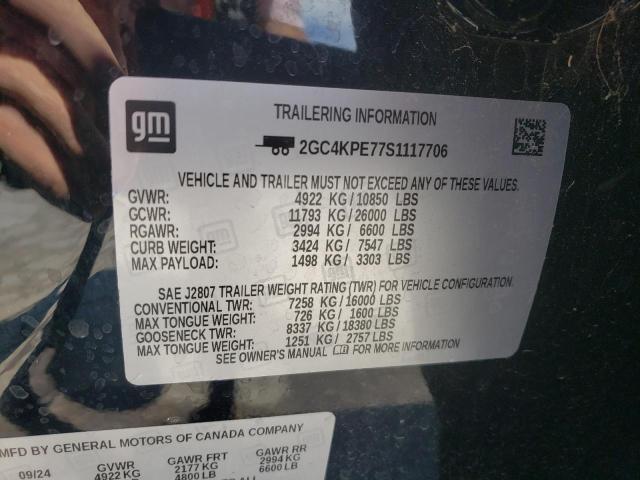 gm
TRAILERING INFORMATION
2GC4KPE77S1117706
VEHICLE AND TRAILER MUST NOT EXCEED ANY OF THESE VALUES.
GVWR: 4922 KG/10850 LBS
GCWR: 11793 KG/26000 LBS
RGAWR: 2994 KG/ 6600 LBS
CURB WEIGHT: 3424 KG/ 7547 LBS
MAX PAYLOAD: 1498 KG/ 3303 LBS
SAE J2807 TRAILER WEIGHT RATING (TWR) FOR VEHICLE CONFIGURATION.
CONVENTIONAL TWR: 7258 KG/16000 LBS
MAX TONGUE WEIGHT: 726 KG/ 1600 LBS
GOOSENECK TWR: 8337 KG/18380 LBS
MAX TONGUE WEIGHT: 1251 KG/ 2757 LBS
SEE OWNER'S MANUAL gm FOR MORE INFORMATION
MFD BY GENERAL MOTORS OF CANADA COMPANY
GVWR GAWR FRT GAWR RR
09/24 4922 KG 2177 KG 2994 KG
4800 LB 6600 LB